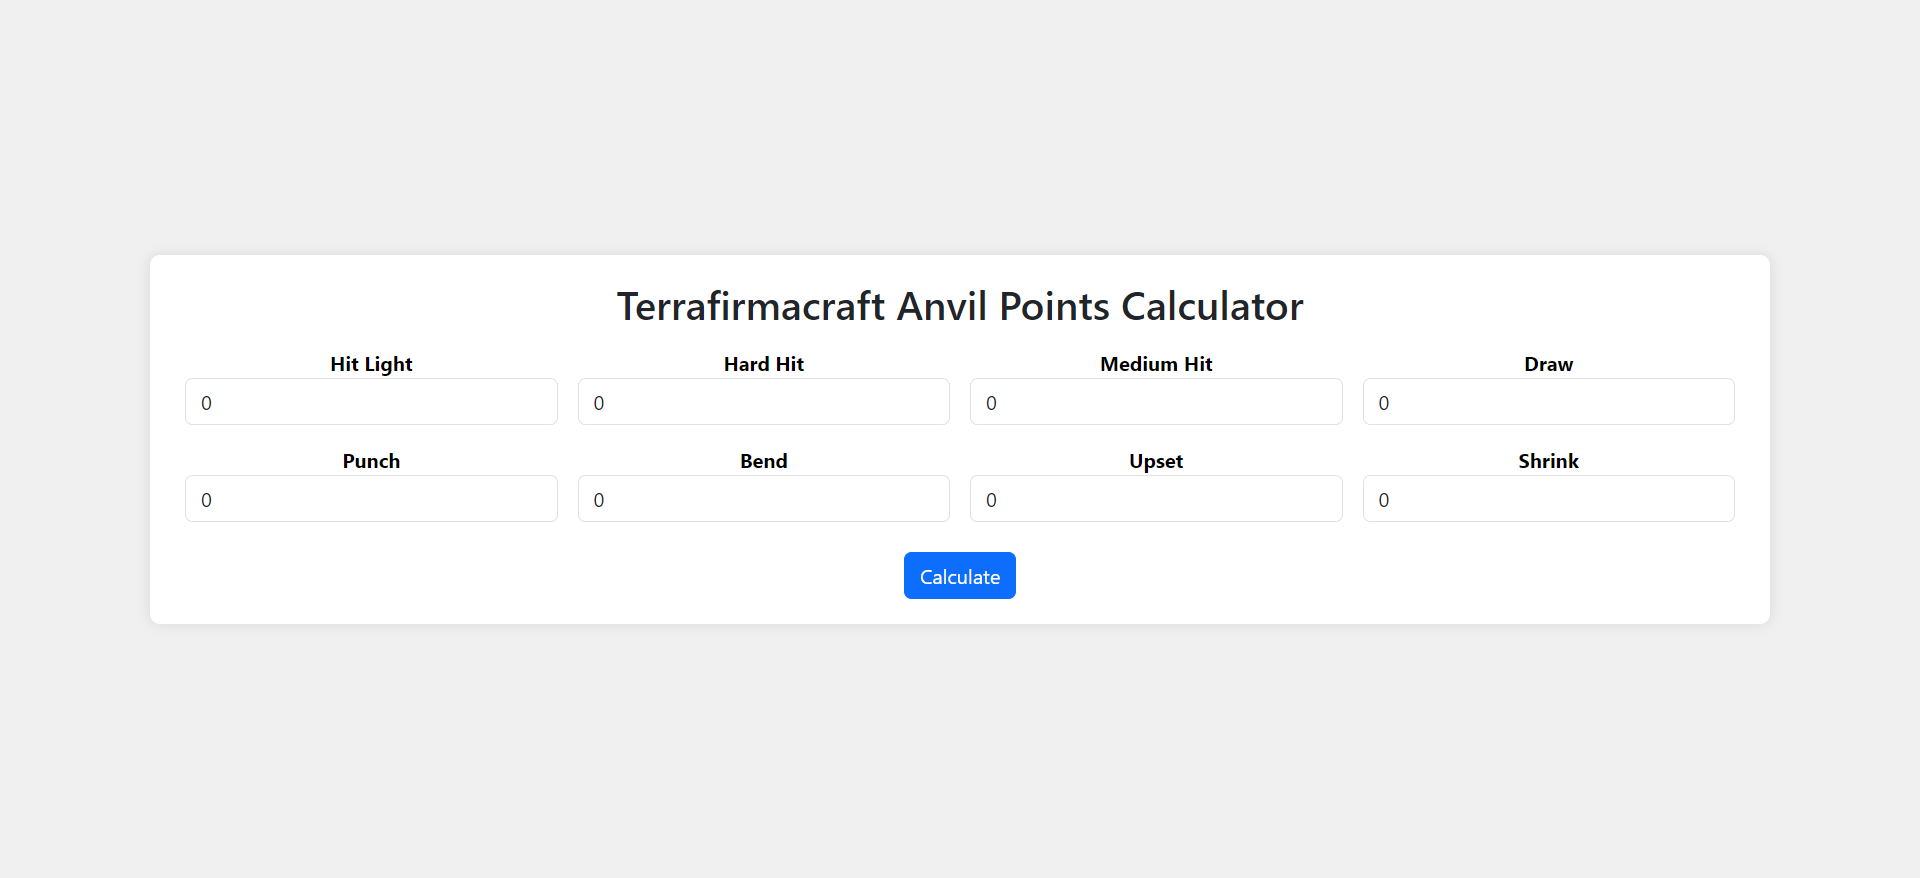 Terrafirmacraft Anvil Points Calculator
Hit Light Hard Hit Medium Hit Draw
0 0 0 0
Punch Bend Upset Shrink
0 0 0 0
Calculate